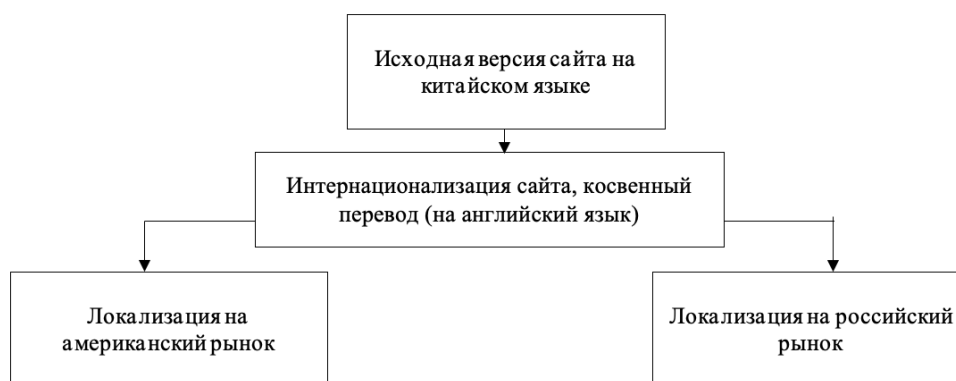 Исходная версия сайта на
китайском языке
Интернационализация сайта, косвенный
перевод (на английский язык)
Локализация на
американский рынок
Локализация на российский
рынок